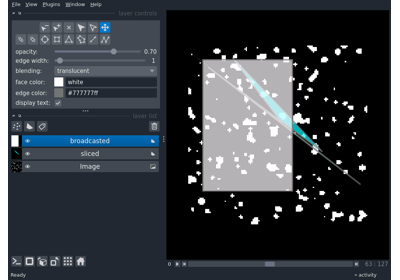 File View Plugins Window Help
layer controls
opacity: 0.70
edge width: 1
blending: translucent
face color: white
edge color: #777777ff
display text:
layer list
broadcasted
sliced
Image
63 127
Ready
activity